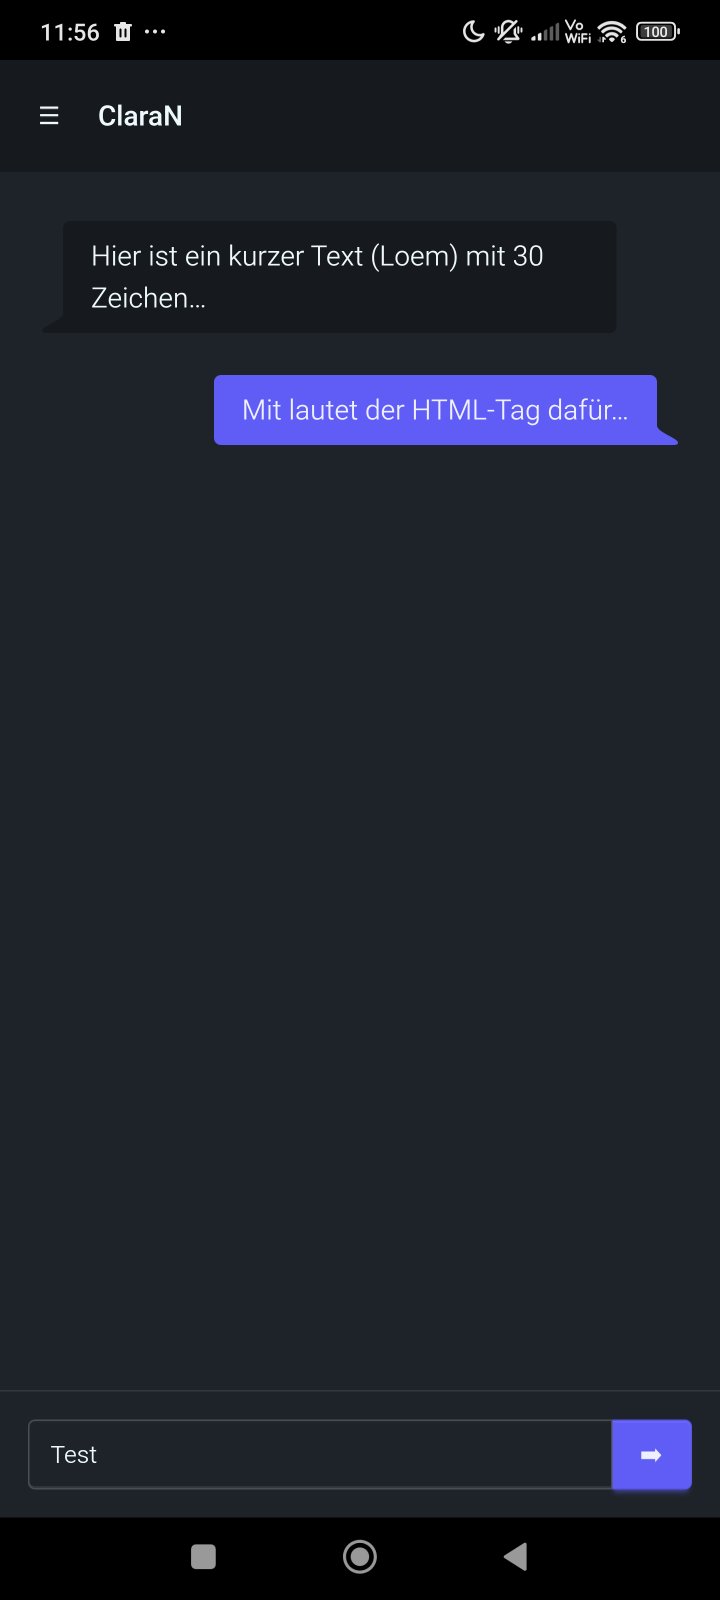 11:56
Vo
WiFi
6
100
☰ ClaraN
Hier ist ein kurzer Text (Loem) mit 30
Zeichen...
Mit lautet der HTML-Tag dafür...
Test